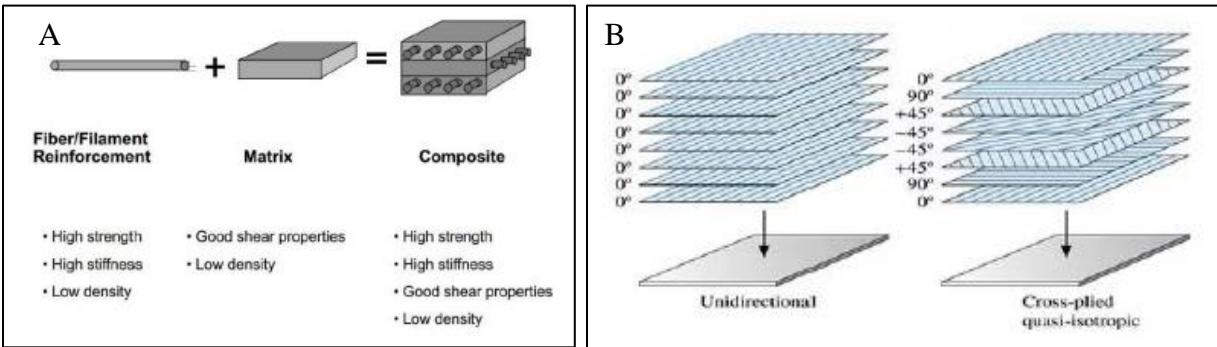 A
+
=
Fiber/Filament
Reinforcement
Matrix
Composite
• High strength
• High stiffness
• Low density
• Good shear properties
• Low density
• High strength
• High stiffness
• Good shear properties
• Low density
B
0°
0°
0°
0°
0°
0°
0°
0°
Unidirectional
0°
90°
+45°
−45°
−45°
+45°
90°
0°
Cross-plied
quasi-isotropic